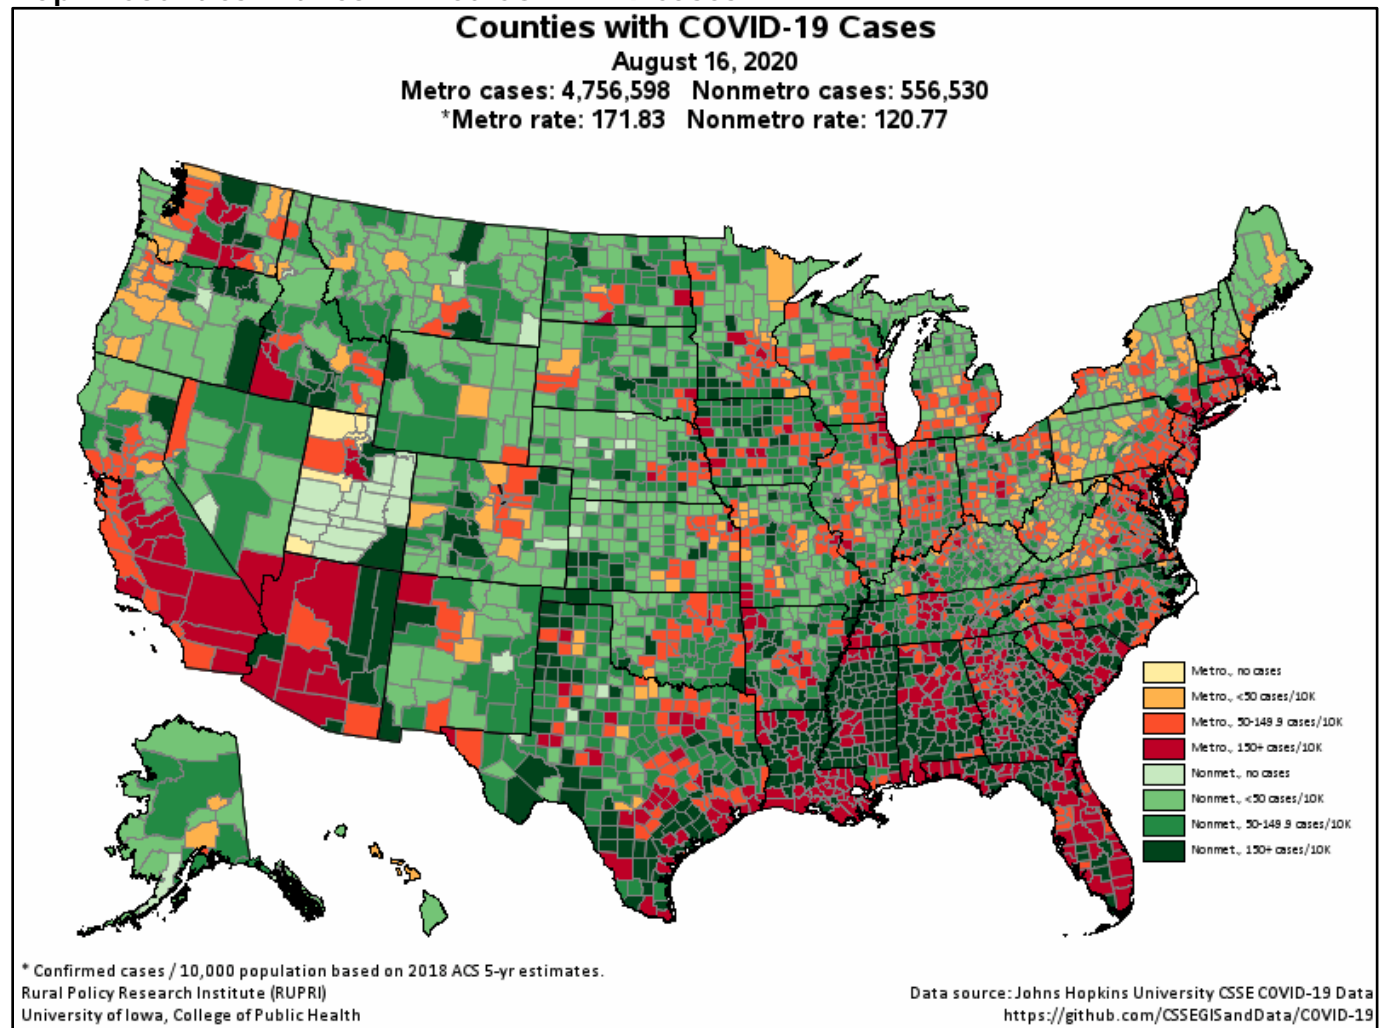 Counties with COVID-19 Cases
August 16, 2020
Metro cases: 4,756,598 Nonmetro cases: 556,530
*Metro rate: 171.83 Nonmetro rate: 120.77
Metro., no cases
Metro., <50 cases/10K
Metro., 50-149.9 cases/10K
Metro., 150+ cases/10K
Nonmet., no cases
Nonmet., <50 cases/10K
Nonmet., 50-149.9 cases/10K
Nonmet., 150+ cases/10K
* Confirmed cases / 10,000 population based on 2018 ACS 5-yr estimates.
Rural Policy Research Institute (RUPRI)
University of Iowa, College of Public Health
Data source: Johns Hopkins University CSSE COVID-19 Data
https://github.com/CSSEGISandData/COVID-19